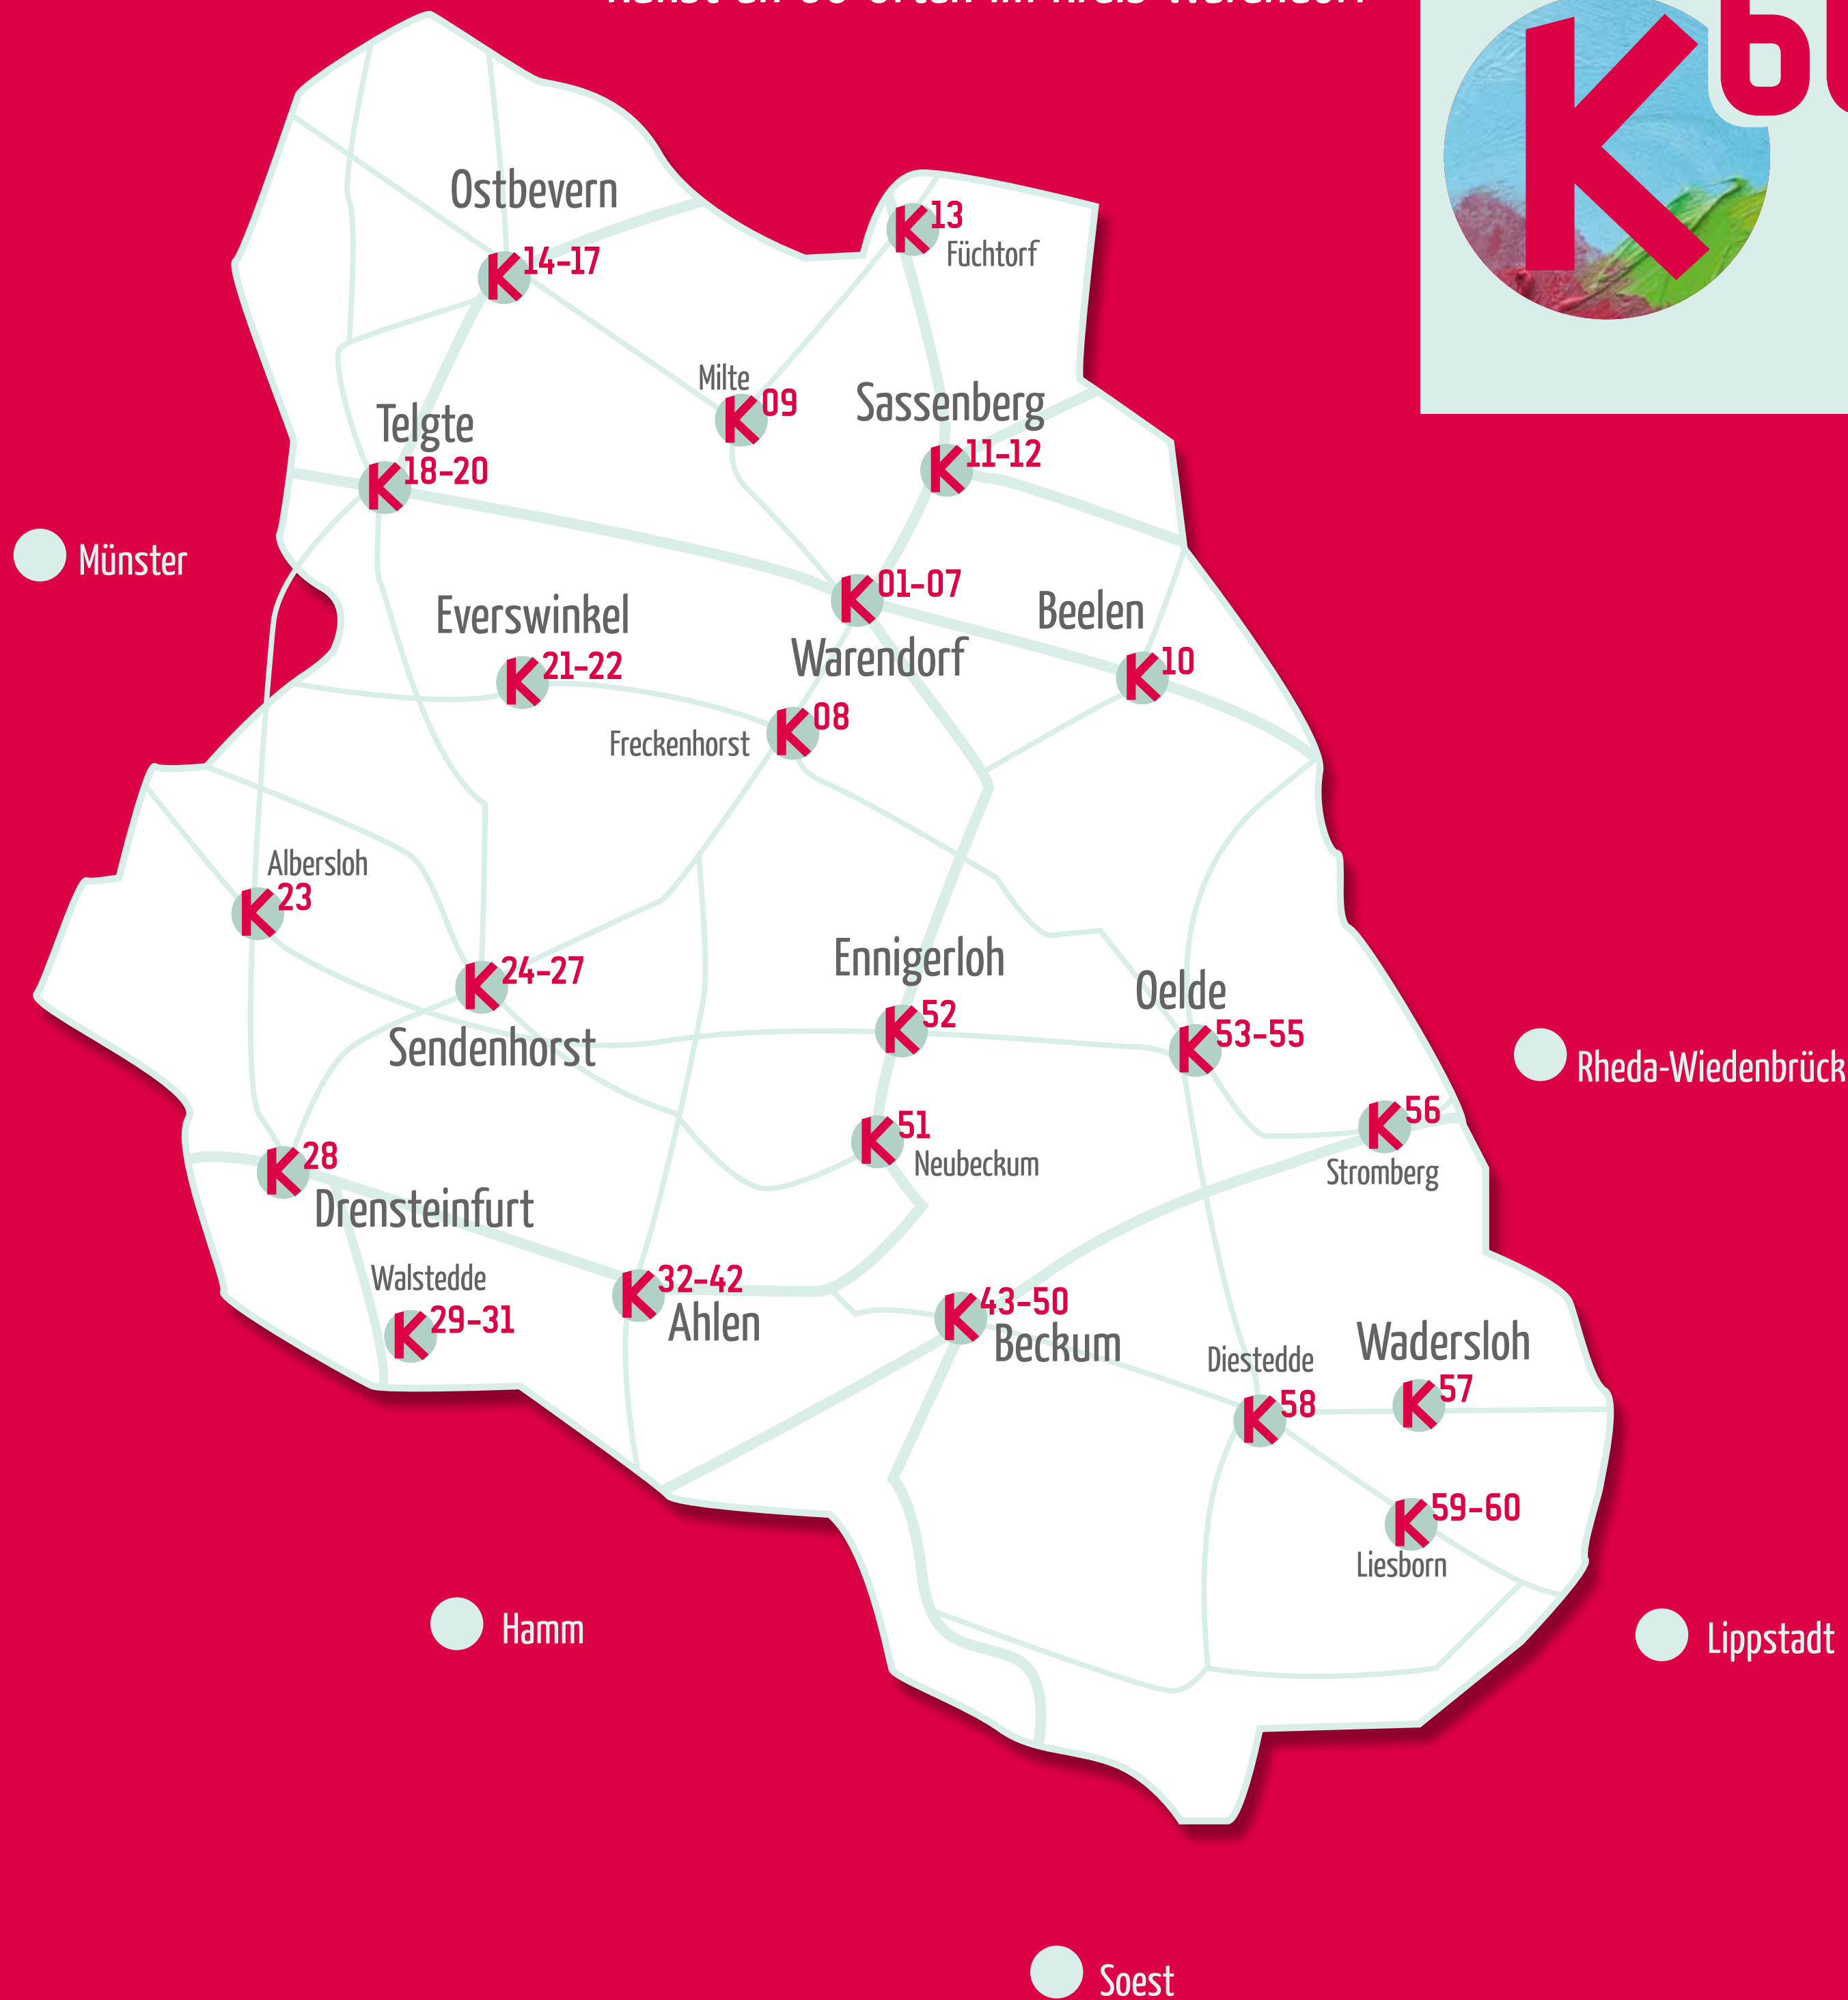 K
Ostbevern
K 14-17
K 13
Füchtorf
Milte
K 09
Sassenberg
K 11-12
Telgte
K 18-20
Münster
K 01-07
Warendorf
Everswinkel
K 21-22
Beelen
K 10
K 08
Freckenhorst
Albersloh
K 23
K 24-27
Sendenhorst
Ennigerloh
K 52
Oelde
K 53-55
Rheda-Wiedenbrück
K 56
Stromberg
K 51
Neubeckum
K 28
Drensteinfurt
Walstedde
K 29-31
K 32-42
Ahlen
K 43-50
Beckum
Diestedde
K 58
Wadersloh
K 57
K 59-60
Liesborn
Hamm
Lippstadt
Soest